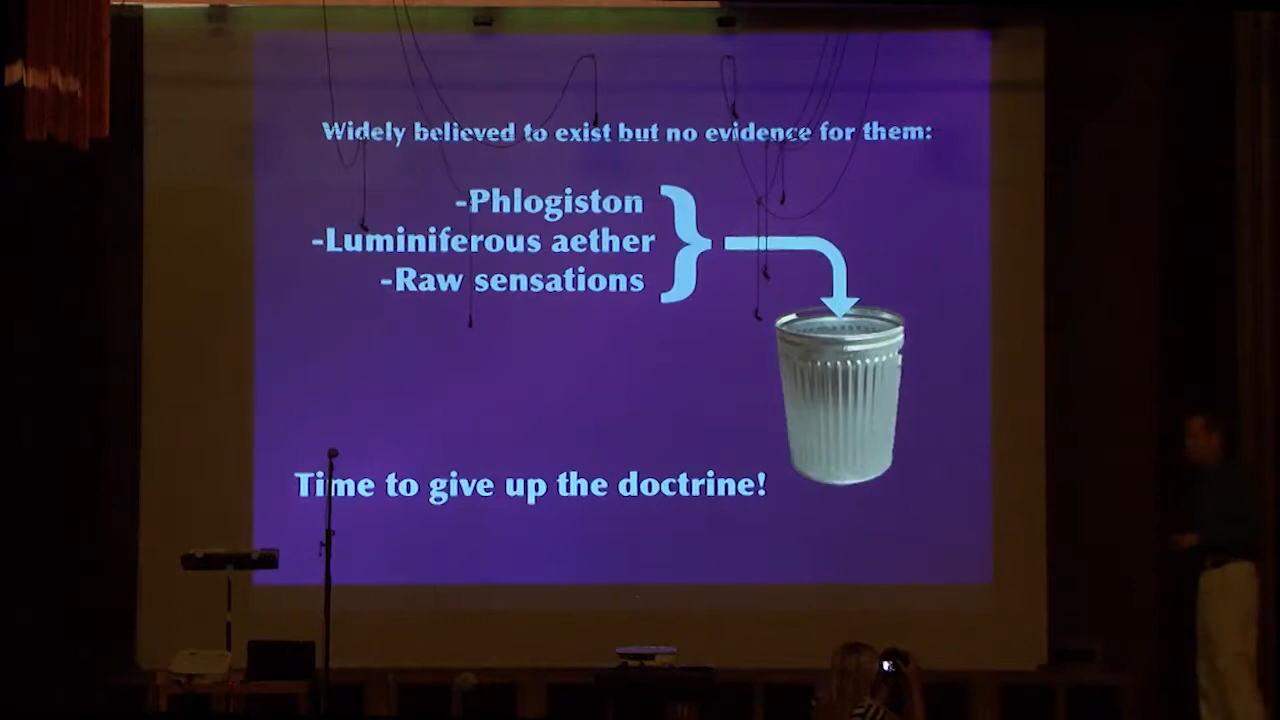 Widely believed to exist but no evidence for them:
-Phlogiston
-Luminiferous aether
-Raw sensations
Time to give up the doctrine!